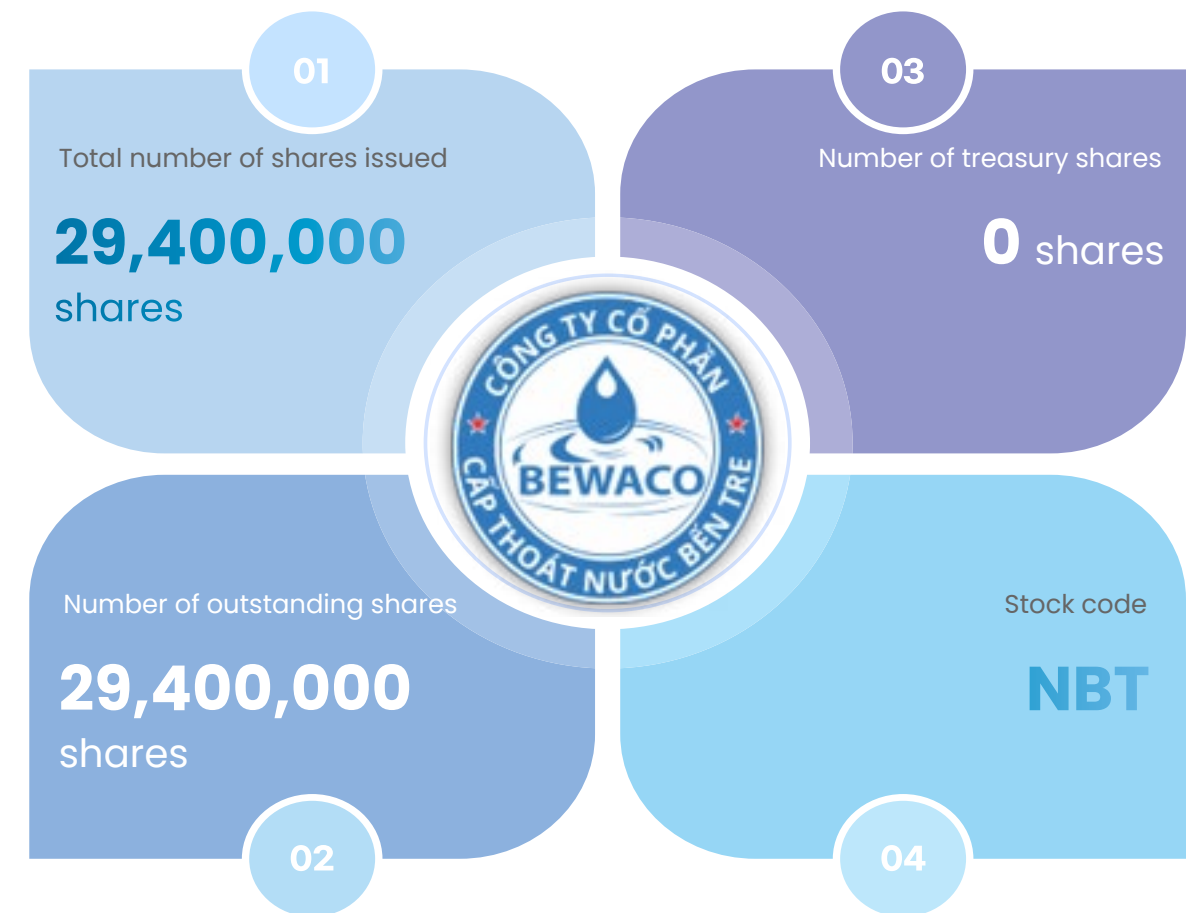 01
Total number of shares issued
29,400,000
shares
03
Number of treasury shares
0 shares
CÔNG TY CỔ PHẦN
BEWACO
CẤP THOÁT NƯỚC BẾN TRE
Number of outstanding shares
29,400,000
shares
02
Stock code
NBT
04